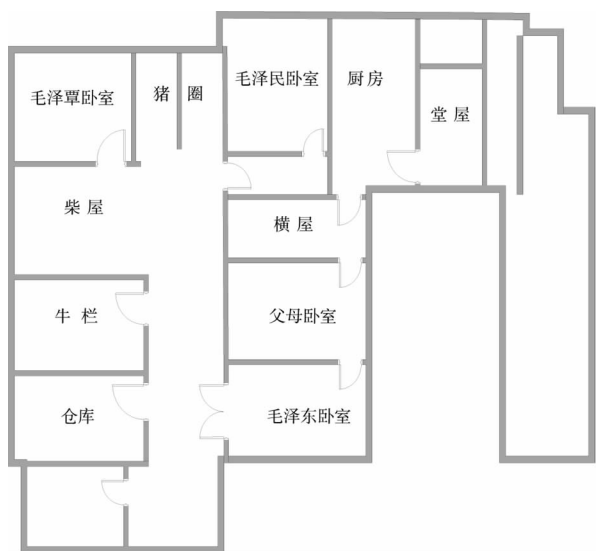 毛泽覃卧室
猪 圈
毛泽民卧室
厨房
堂屋
柴屋
横屋
牛栏
父母卧室
仓库
毛泽东卧室